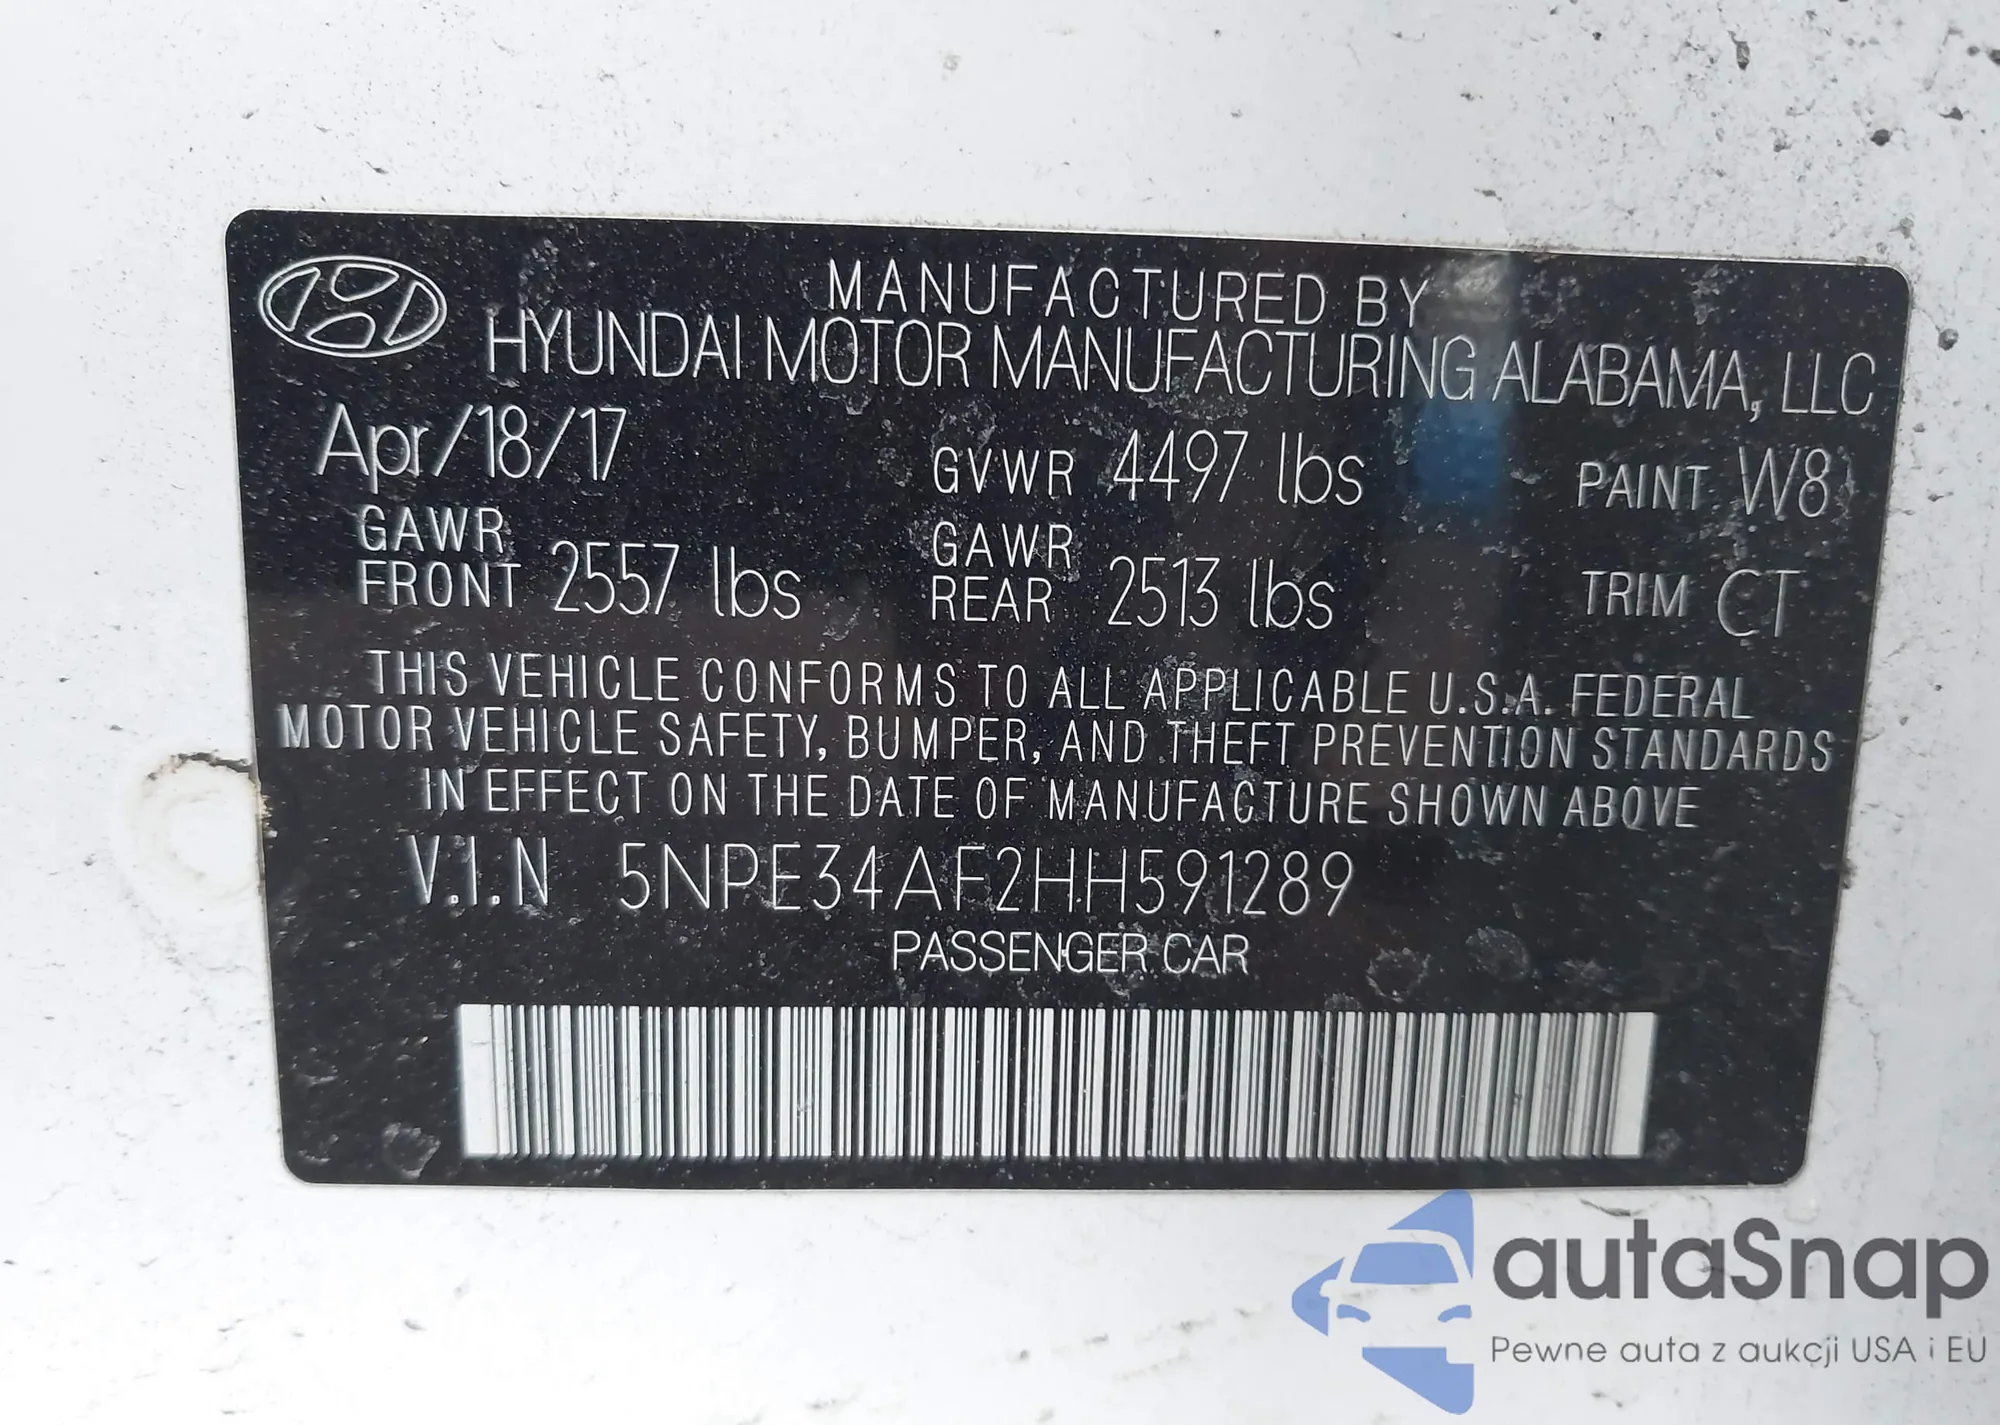 MANUFACTURED BY
HYUNDAI MOTOR MANUFACTURING ALABAMA, LLC
Apr/18/17 GVWR 4497 lbs PAINT W8
GAWR FRONT 2557 lbs GAWR REAR 2513 lbs TRIM CT
THIS VEHICLE CONFORMS TO ALL APPLICABLE U.S.A. FEDERAL
MOTOR VEHICLE SAFETY, BUMPER, AND THEFT PREVENTION STANDARDS
IN EFFECT ON THE DATE OF MANUFACTURE SHOWN ABOVE
V.I.N 5NPE34AF2HH591289
PASSENGER CAR
autaSnap
Pewne auta z aukcji USA i EU